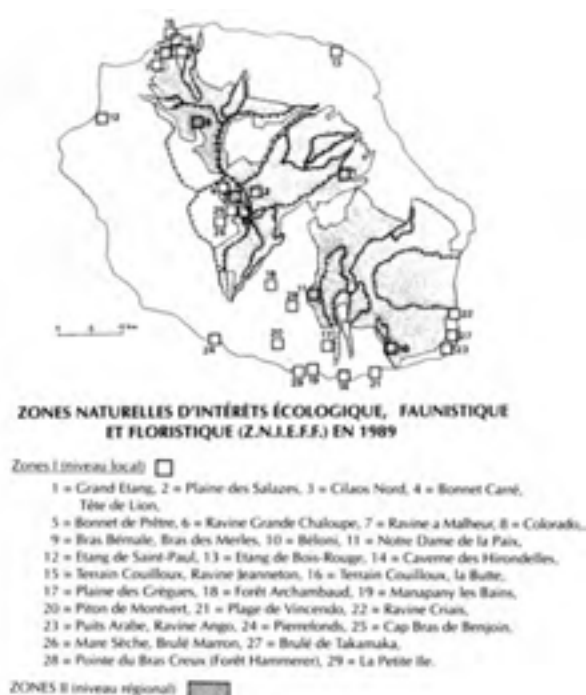 ZONES NATURELLES D'INTÉRÊTS ÉCOLOGIQUE, FAUNISTIQUE
ET FLORISTIQUE (Z.N.I.E.F.F.) EN 1989
Zones I (niveau local)
1 = Grand Etang, 2 = Plaine des Salazes, 3 = Cilaos Nord, 4 = Bonnet Carré,
Tête de Lion,
5 = Bonnet de Prêtre, 6 = Ravine Grande Chaloupe, 7 = Ravine a Malheur, 8 = Colorado,
9 = Bras Bémale, Bras des Merles, 10 = Béloni, 11 = Notre Dame de la Paix,
12 = Etang de Saint-Paul, 13 = Etang de Bois-Rouge, 14 = Caverne des Hirondelles,
15 = Terrain Couilloux, Ravine Jeanneton, 16 = Terrain Couilloux, la Butte,
17 = Plaine des Grègues, 18 = Forêt Archambaud, 19 = Manapany les Bains,
20 = Piton de Montvert, 21 = Plage de Vincendo, 22 = Ravine Criais,
23 = Puits Arabe, Ravine Ango, 24 = Pierrefonds, 25 = Cap Bras de Benjoin,
26 = Mare Sèche, Brulé Marron, 27 = Brulé de Takamaka,
28 = Pointe du Bras Creux (Forêt Hammerer), 29 = La Petite Ile.
ZONES II (niveau régional)